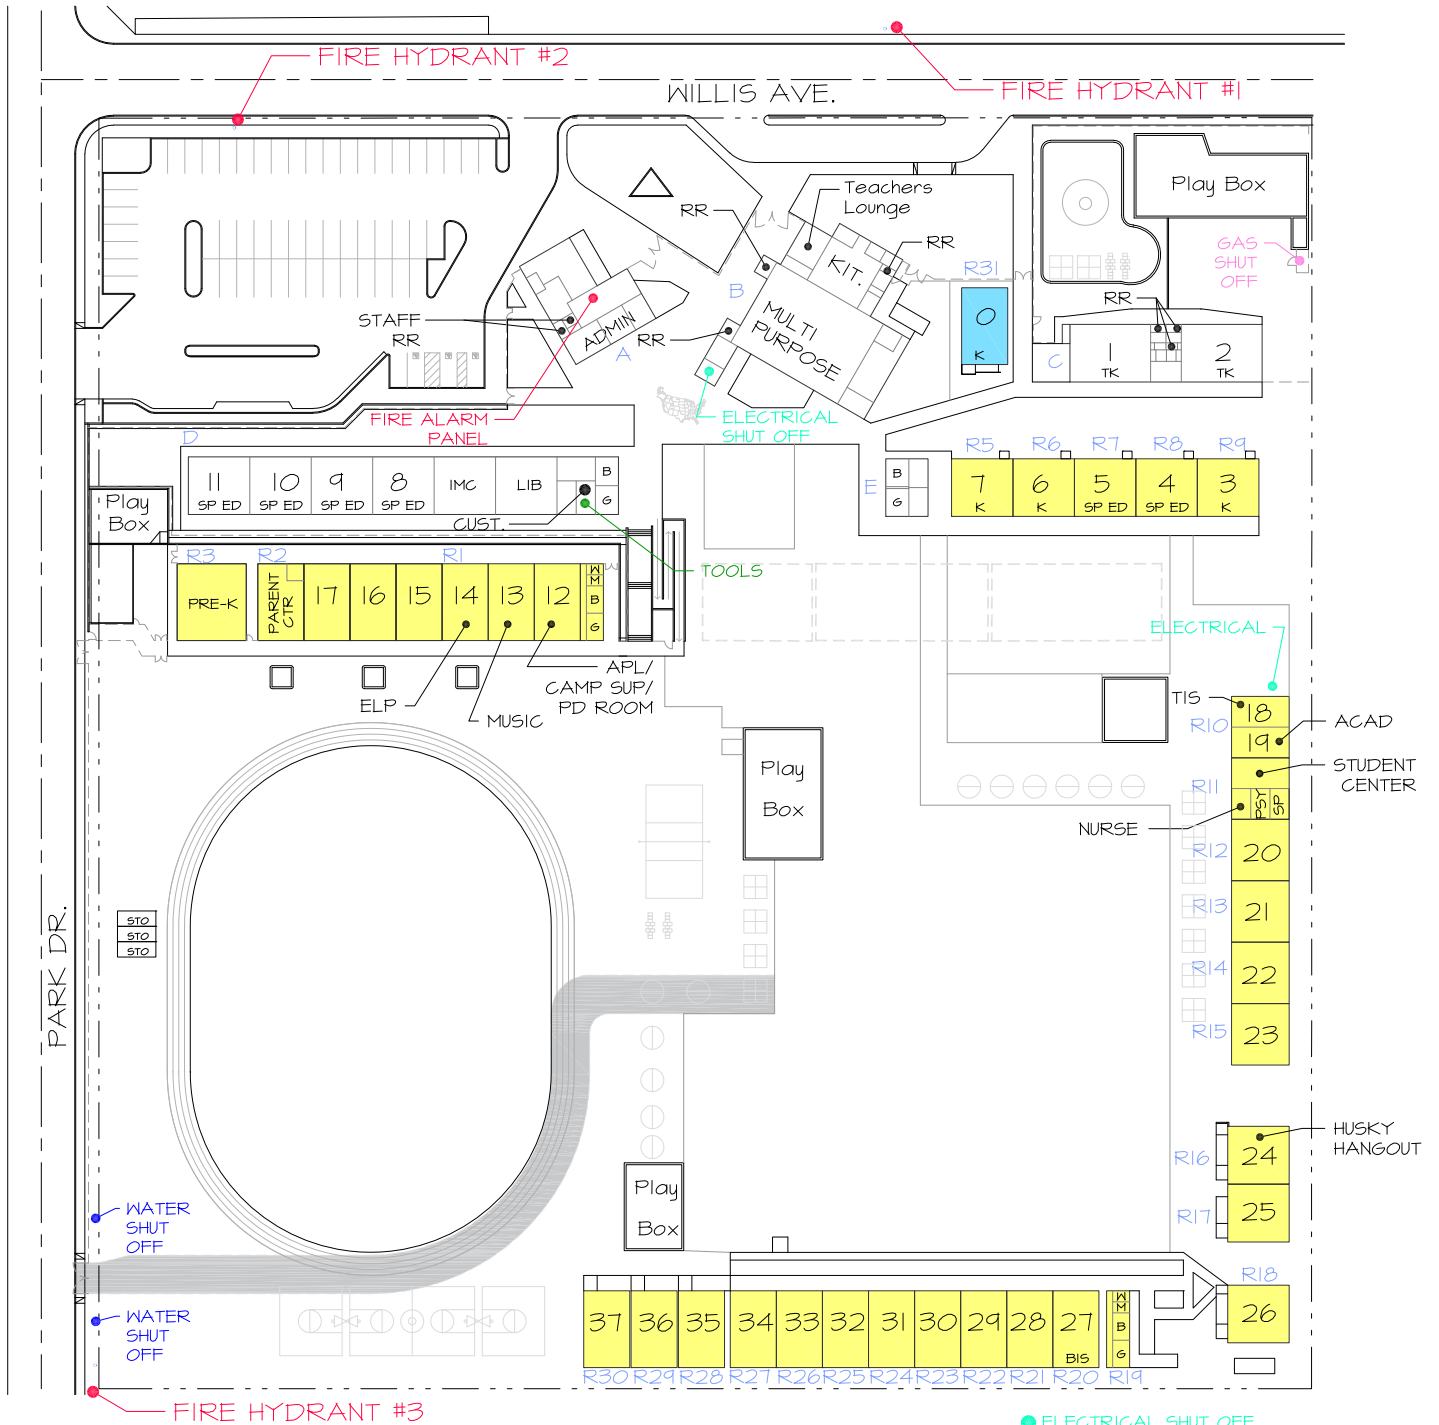 FIRE HYDRANT #2
FIRE HYDRANT #1
WILLIS AVE.
Teachers
Lounge
Play Box
RR
RR
KIT.
R31
GAS
SHUT
OFF
B
MULTI
PURPOSE
RR
STAFF
RR
ADMIN
A
RR
O
K
C
1
TK
2
TK
FIRE ALARM
PANEL
ELECTRICAL
SHUT OFF
D
R5
R6
R7
R8
R9
11
SP ED
10
SP ED
9
SP ED
8
SP ED
IMC
LIB
B
G
CUST.
E
B
G
7
K
6
K
5
SP ED
4
SP ED
3
K
Play
Box
TOOLS
R3
R2
R1
PRE-K
PARENT
CTR
17
16
15
14
13
12
W
M
B
G
ELECTRICAL
APL/
CAMP SUP/
PD ROOM
ELP
MUSIC
TIS
18
R10
19
ACAD
STUDENT
CENTER
R11
PSY
SP
NURSE
Play
Box
R12
20
R13
21
R14
22
R15
23
STO
STO
STO
PARK DR.
HUSKY
HANGOUT
R16
24
R17
25
Play
Box
WATER
SHUT
OFF
R18
26
WATER
SHUT
OFF
37
36
35
34
33
32
31
30
29
28
27
BIS
W
M
B
G
R30
R29
R28
R27
R26
R25
R24
R23
R22
R21
R20
R19
FIRE HYDRANT #3
ELECTRICAL SHUT OFF